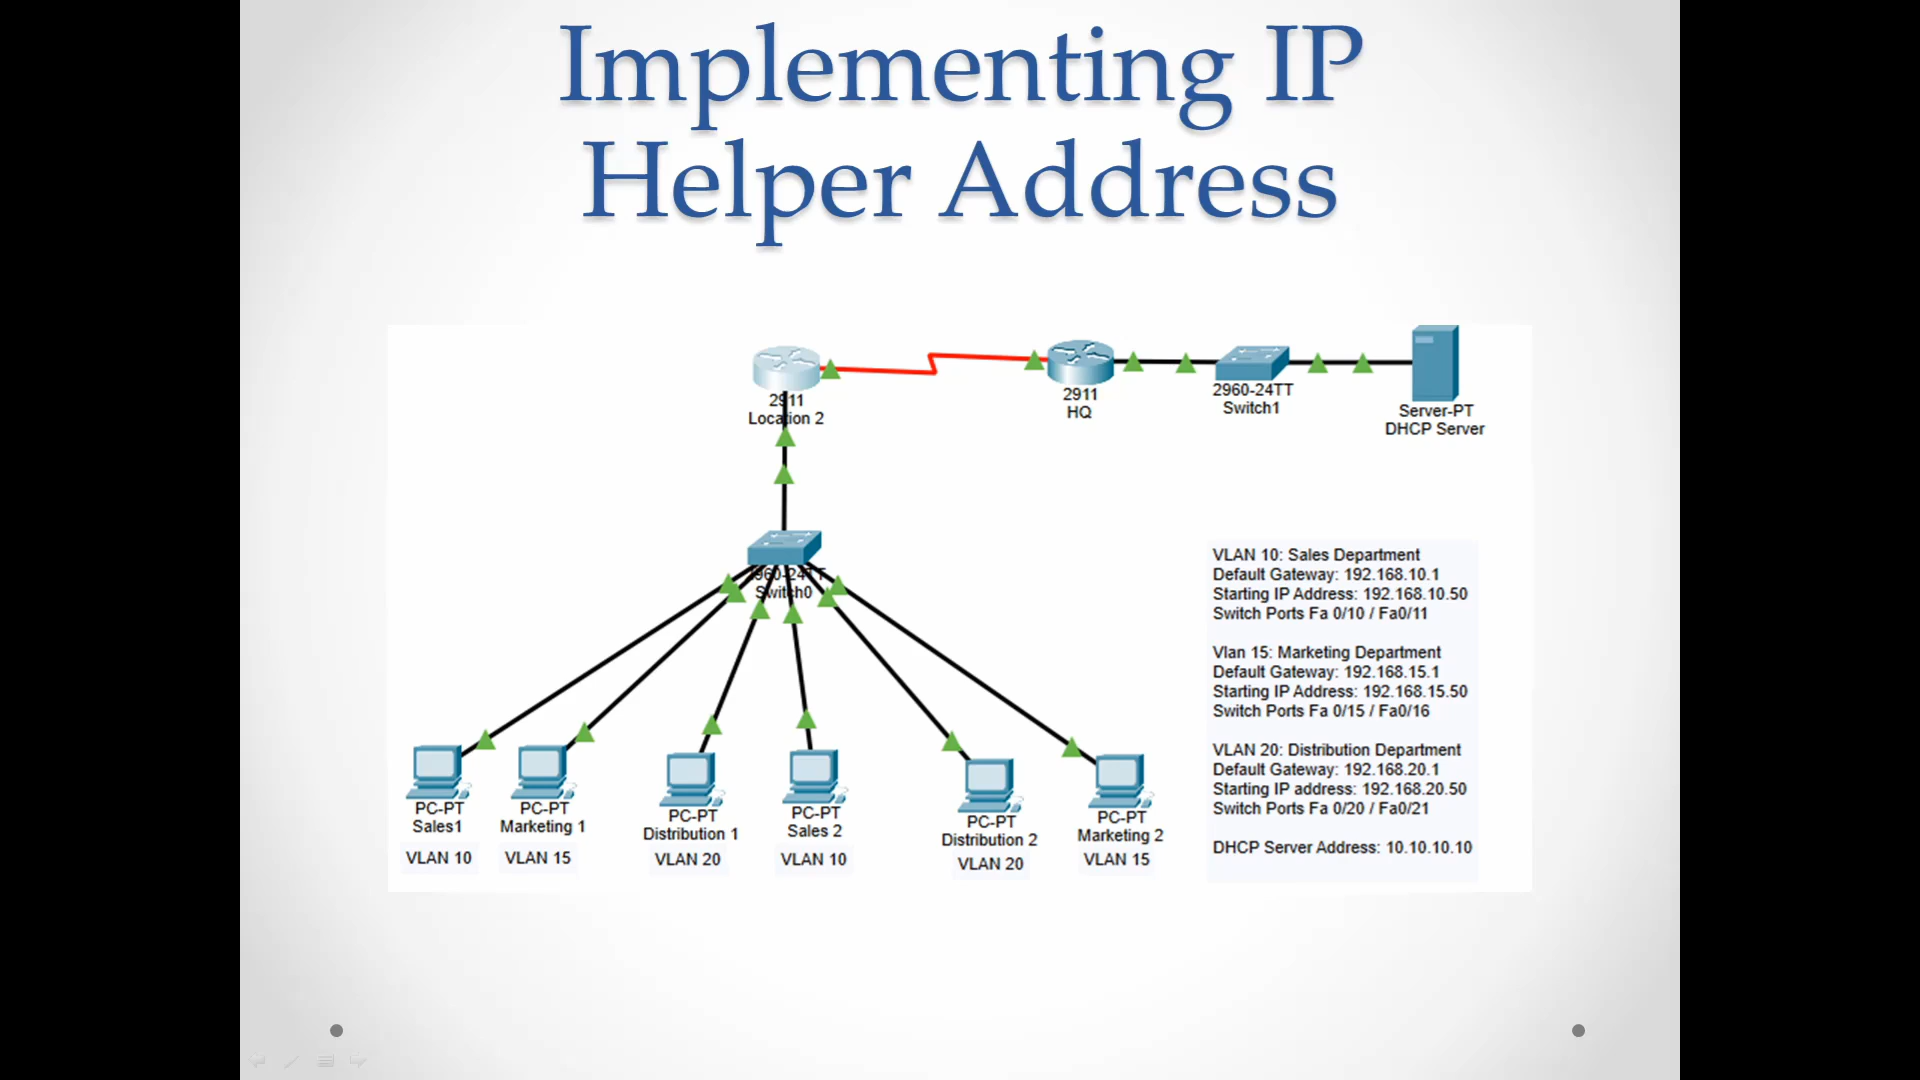 Implementing IP
Helper Address
2911
Location 2
2911
HQ
2960-24TT
Switch1
Server-PT
DHCP Server
2960-24TT
Switch0
PC-PT
Sales1
VLAN 10
PC-PT
Marketing 1
VLAN 15
PC-PT
Distribution 1
VLAN 20
PC-PT
Sales 2
VLAN 10
PC-PT
Distribution 2
VLAN 20
PC-PT
Marketing 2
VLAN 15
VLAN 10: Sales Department
Default Gateway: 192.168.10.1
Starting IP Address: 192.168.10.50
Switch Ports Fa 0/10 / Fa0/11
Vlan 15: Marketing Department
Default Gateway: 192.168.15.1
Starting IP Address: 192.168.15.50
Switch Ports Fa 0/15 / Fa0/16
VLAN 20: Distribution Department
Default Gateway: 192.168.20.1
Starting IP address: 192.168.20.50
Switch Ports Fa 0/20 / Fa0/21
DHCP Server Address: 10.10.10.10